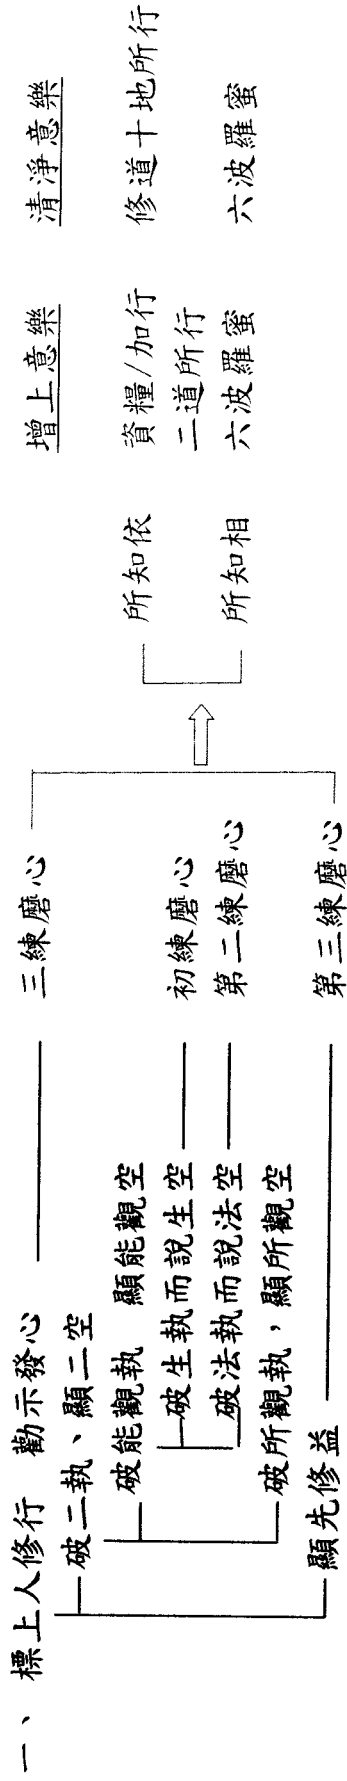 一、 標上人修行 勸示發心 三練磨心 增上意樂 清淨意樂
破二執、顯二空
破能觀執 顯能觀空 所知依 資糧/加行 修道十地所行
破生執而說生空 初練磨心 二道所行
破法執而說法空 第二練磨心 所知相 六波羅蜜 六波羅蜜
破所觀執，顯所觀空
顯先修益 第三練磨心